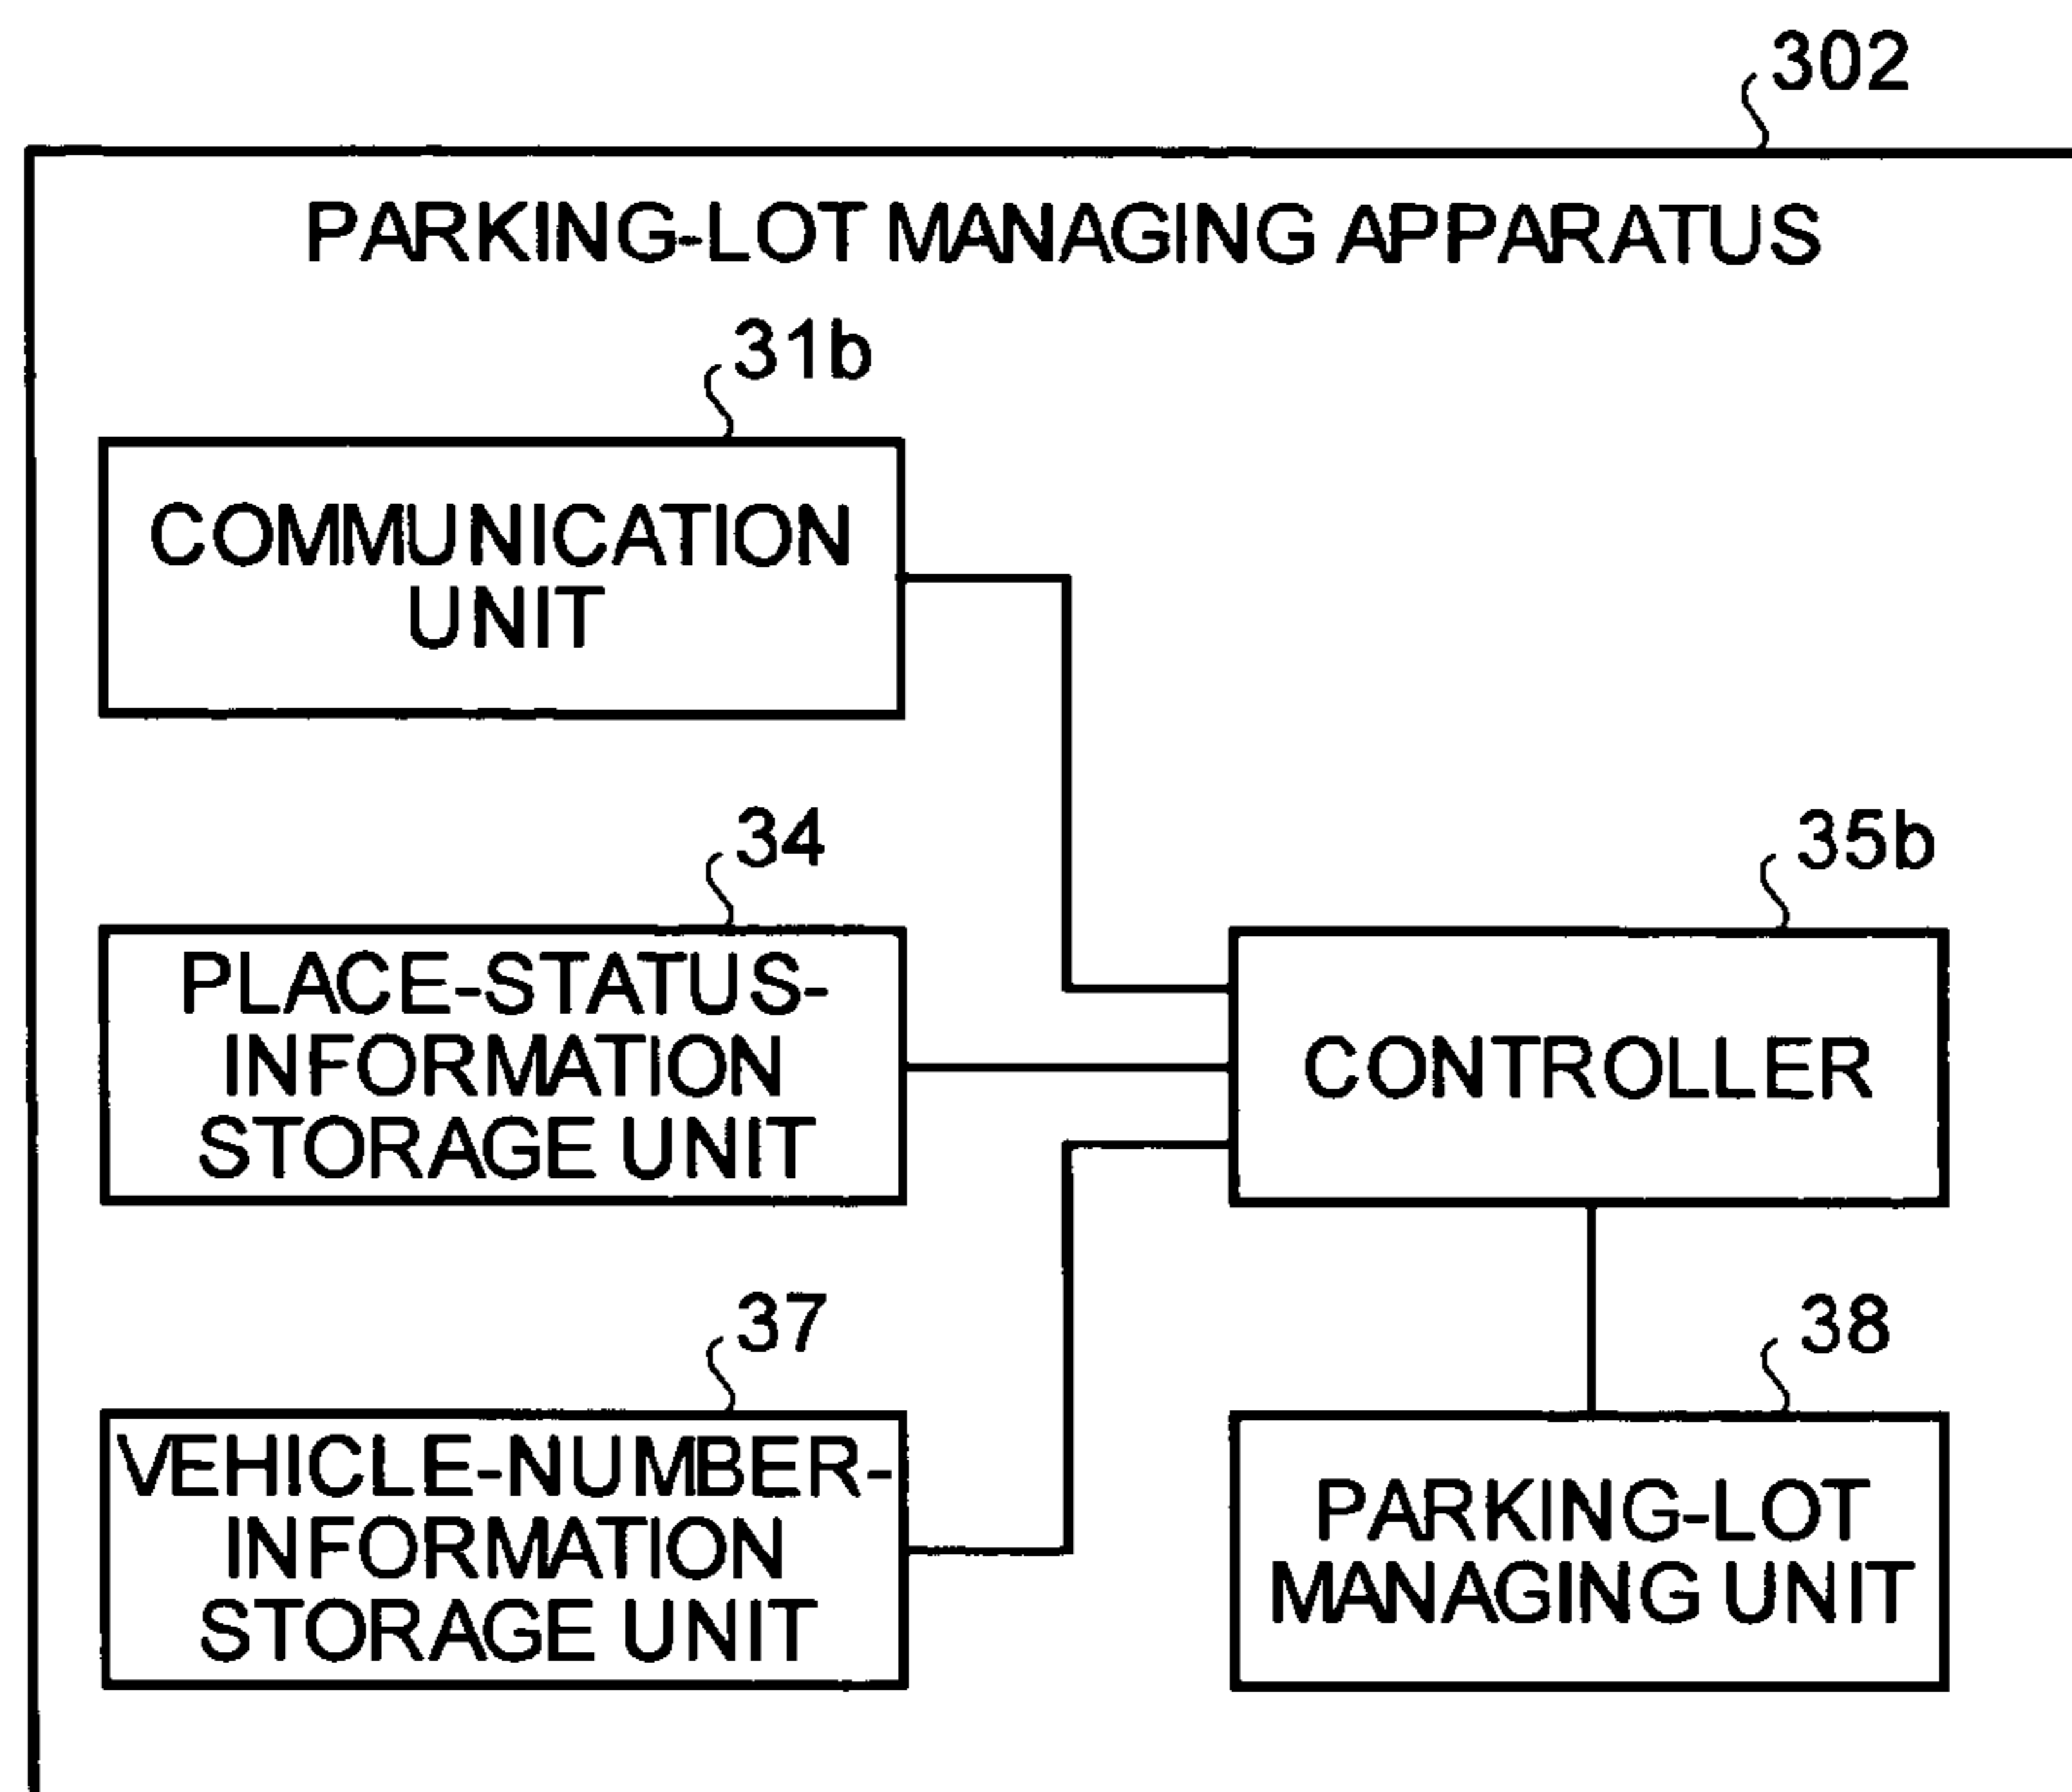 302
PARKING-LOT MANAGING APPARATUS
31b
COMMUNICATION
UNIT
34
PLACE-STATUS-
INFORMATION
STORAGE UNIT
35b
CONTROLLER
37
VEHICLE-NUMBER-
INFORMATION
STORAGE UNIT
38
PARKING-LOT
MANAGING UNIT